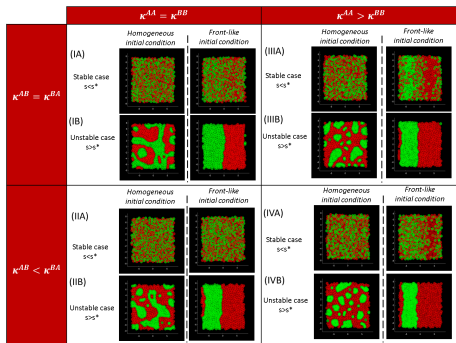 κ^AA = κ^BB
κ^AA > κ^BB
κ^AB = κ^BA
Homogeneous initial condition
Front-like initial condition
(IA)
Stable case
s<s*
(IB)
Unstable case
s>s*
Homogeneous initial condition
Front-like initial condition
(IIIA)
Stable case
s<s*
(IIIB)
Unstable case
s>s*
κ^AB < κ^BA
Homogeneous initial condition
Front-like initial condition
(IIA)
Stable case
s<s*
(IIB)
Unstable case
s>s*
Homogeneous initial condition
Front-like initial condition
(IVA)
Stable case
s<s*
(IVB)
Unstable case
s>s*